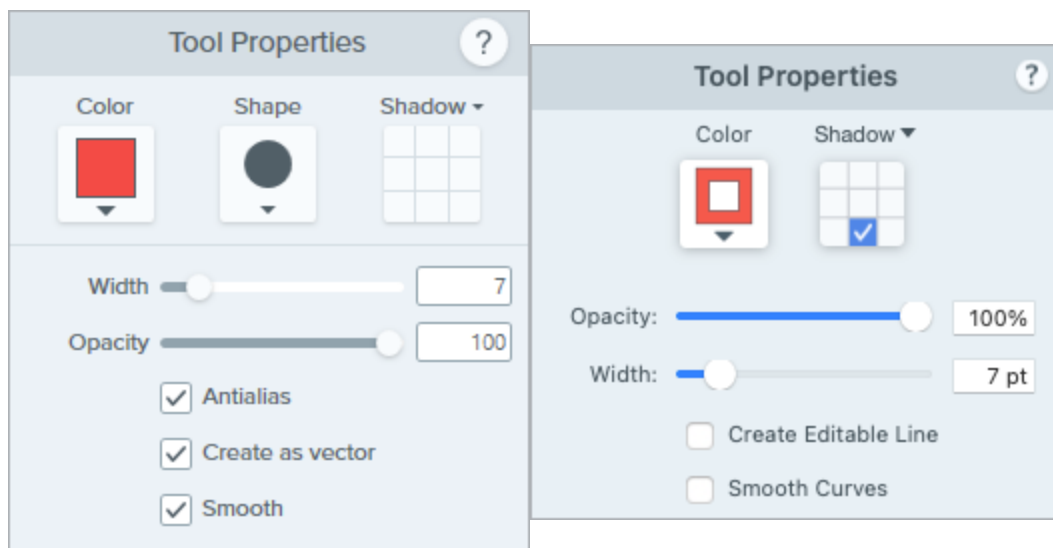 Tool Properties ?
Color Shape Shadow
Width 7
Opacity 100
Antialias
Create as vector
Smooth
Tool Properties ?
Color Shadow
Opacity: 100%
Width: 7 pt
Create Editable Line
Smooth Curves